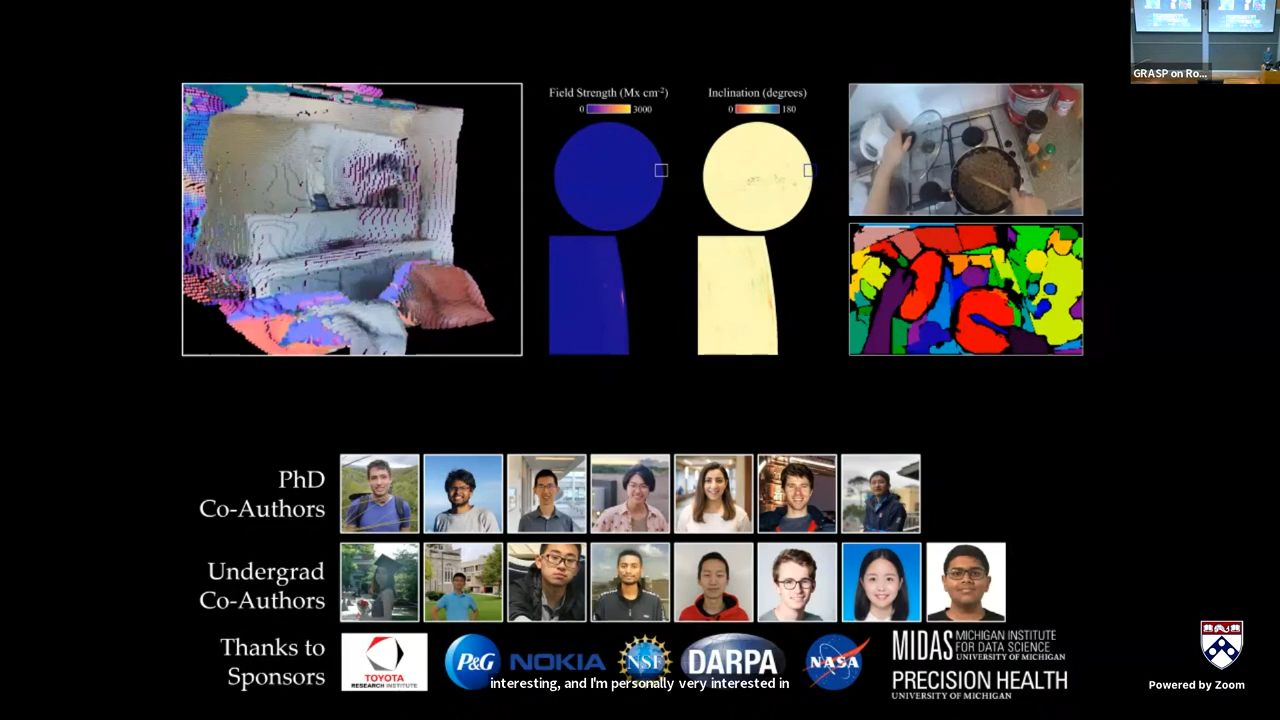 GRASP on Ro...
Field Strength (Mx cm-2)
0 3000
Inclination (degrees)
0 180
PhD
Co-Authors
Undergrad
Co-Authors
Thanks to
Sponsors
TOYOTA
RESEARCH INSTITUTE
P&G
NOKIA
NSF
DARPA
NASA
MIDAS
MICHIGAN INSTITUTE
FOR DATA SCIENCE
UNIVERSITY OF MICHIGAN
PRECISION HEALTH
UNIVERSITY OF MICHIGAN
interesting, and I'm personally very interested in
Powered by Zoom